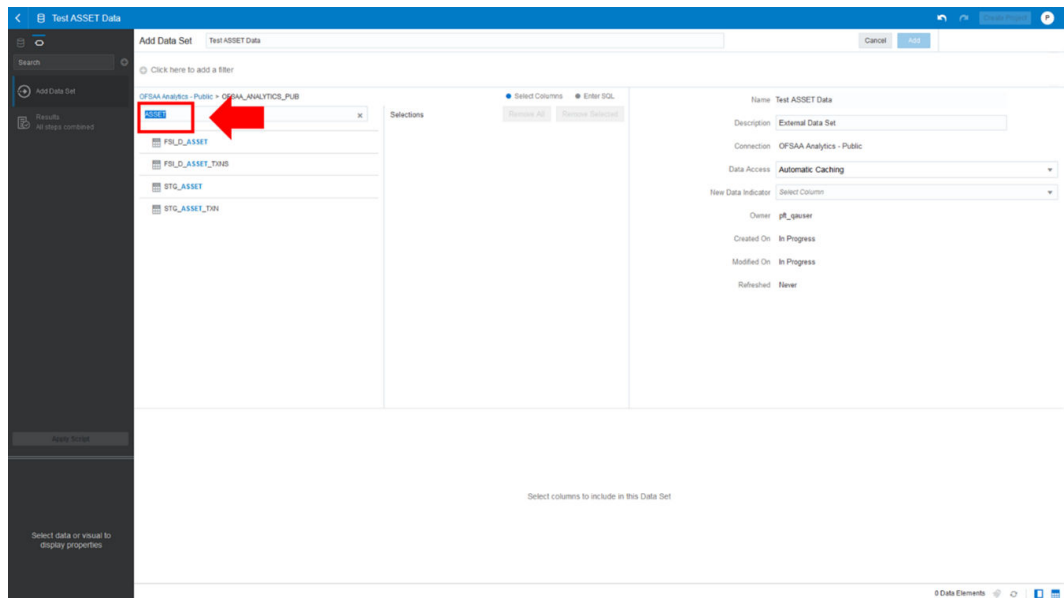 Test ASSET Data
Create Project
P
Add Data Set
Test ASSET Data
Cancel
Add
Search
Click here to add a filter
Add Data Set
Results
All steps combined
OFSAA Analytics - Public > OFSAA_ANALYTICS_PUB
ASSET
x
FSI_D_ASSET
FSI_D_ASSET_TXNS
STG_ASSET
STG_ASSET_TXN
Select Columns
Enter SQL
Selections
Remove All
Remove Selected
Name Test ASSET Data
Description External Data Set
Connection OFSAA Analytics - Public
Data Access Automatic Caching
New Data Indicator Select Column
Owner pft_qauser
Created On In Progress
Modified On In Progress
Refreshed Never
Apply Script
Select data or visual to
display properties
Select columns to include in this Data Set
0 Data Elements